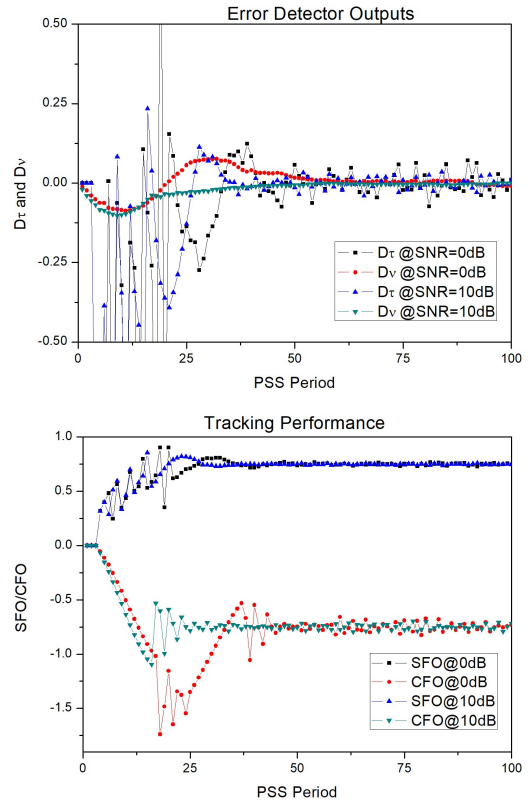 Error Detector Outputs
0.50
0.25
0.00
-0.25
-0.50
Dτ and Dν
Dτ @SNR=0dB
Dν @SNR=0dB
Dτ @SNR=10dB
Dν @SNR=10dB
0 25 50 75 100
PSS Period
Tracking Performance
1.0
0.5
0.0
-0.5
-1.0
-1.5
SFO/CFO
SFO@0dB
CFO@0dB
SFO@10dB
CFO@10dB
0 25 50 75 100
PSS Period